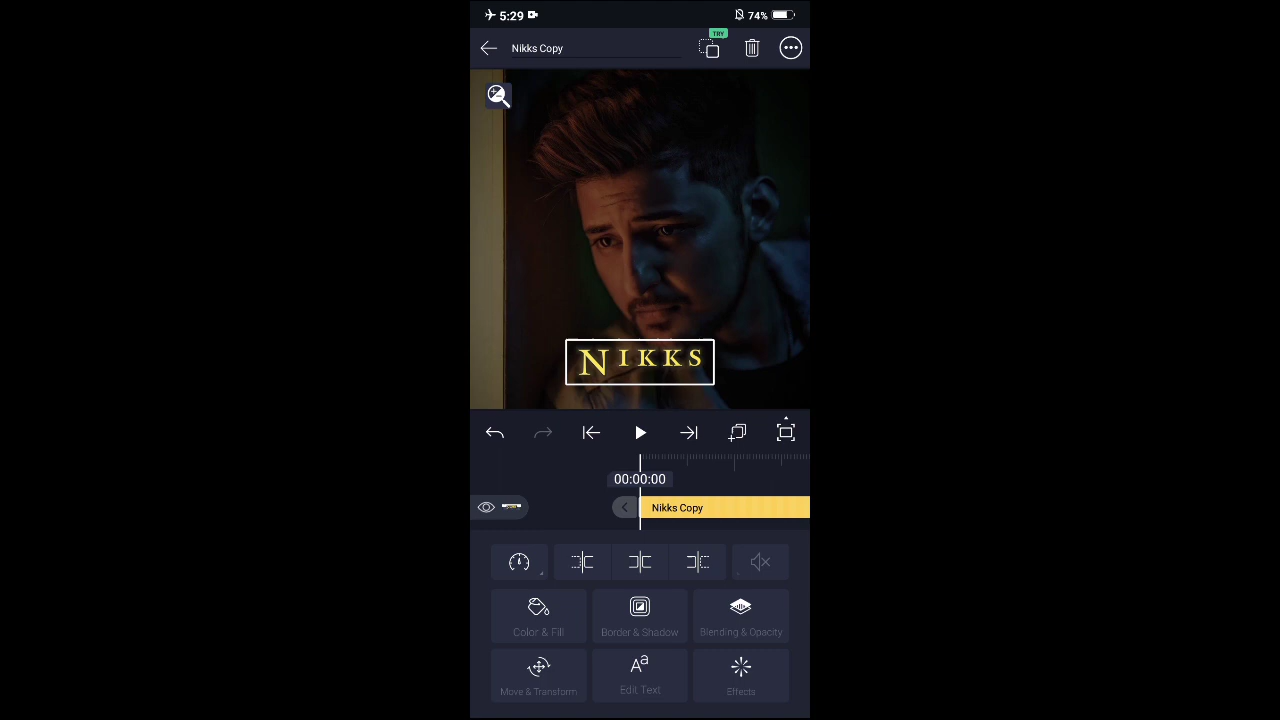 5:29
74%
Nikks Copy
TRY
NIKKS
00:00:00
Nikks Copy
Color & Fill
Border & Shadow
Blending & Opacity
Move & Transform
Aa
Edit Text
Effects